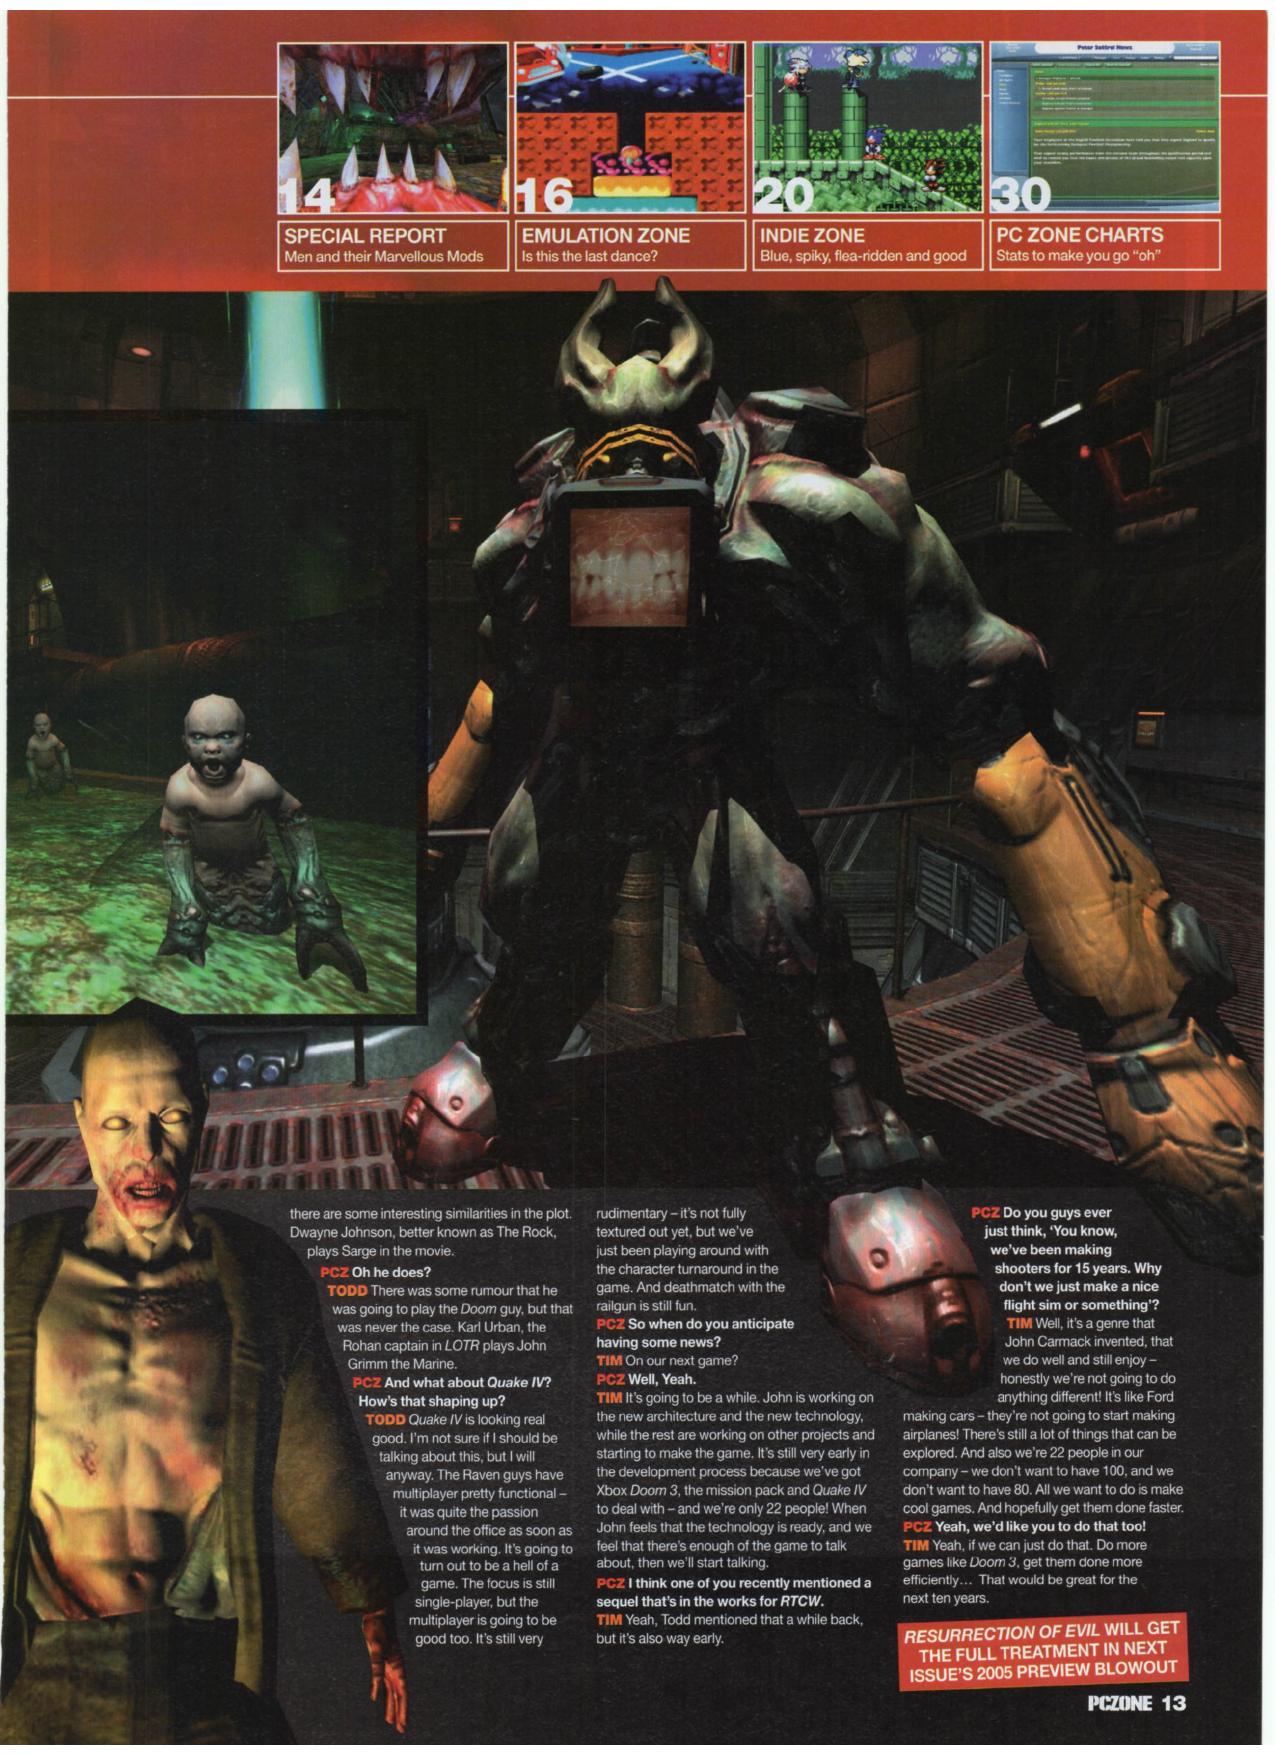 14
SPECIAL REPORT
Men and their Marvellous Mods
16
EMULATION ZONE
Is this the last dance?
20
INDIE ZONE
Blue, spiky, flea-ridden and good
30
PC ZONE CHARTS
Stats to make you go "oh"
there are some interesting similarities in the plot.
Dwayne Johnson, better known as The Rock,
plays Sarge in the movie.
PCZ Oh he does?
TODD There was some rumour that he
was going to play the Doom guy, but that
was never the case. Karl Urban, the
Rohan captain in LOTR plays John
Grimm the Marine.
PCZ And what about Quake IV?
How's that shaping up?
TODD Quake IV is looking real
good. I'm not sure if I should be
talking about this, but I will
anyway. The Raven guys have
multiplayer pretty functional –
it was quite the passion
around the office as soon as
it was working. It's going to
turn out to be a hell of a
game. The focus is still
single-player, but the
multiplayer is going to be
good too. It's still very
rudimentary – it's not fully
textured out yet, but we've
just been playing around with
the character turnaround in the
game. And deathmatch with the
railgun is still fun.
PCZ So when do you anticipate
having some news?
TIM On our next game?
PCZ Well, Yeah.
TIM It's going to be a while. John is working on
the new architecture and the new technology,
while the rest are working on other projects and
starting to make the game. It's still very early in
the development process because we've got
Xbox Doom 3, the mission pack and Quake IV
to deal with – and we're only 22 people! When
John feels that the technology is ready, and we
feel that there's enough of the game to talk
about, then we'll start talking.
PCZ I think one of you recently mentioned a
sequel that's in the works for RTCW.
TIM Yeah, Todd mentioned that a while back,
but it's also way early.
PCZ Do you guys ever
just think, 'You know,
we've been making
shooters for 15 years. Why
don't we just make a nice
flight sim or something'?
TIM Well, it's a genre that
John Carmack invented, that
we do well and still enjoy –
honestly we're not going to do
anything different! It's like Ford
making cars – they're not going to start making
airplanes! There's still a lot of things that can be
explored. And also we're 22 people in our
company – we don't want to have 100, and we
don't want to have 80. All we want to do is make
cool games. And hopefully get them done faster.
PCZ Yeah, we'd like you to do that too!
TIM Yeah, if we can just do that. Do more
games like Doom 3, get them done more
efficiently... That would be great for the
next ten years.
RESURRECTION OF EVIL WILL GET
THE FULL TREATMENT IN NEXT
ISSUE'S 2005 PREVIEW BLOWOUT
PCZONE 13